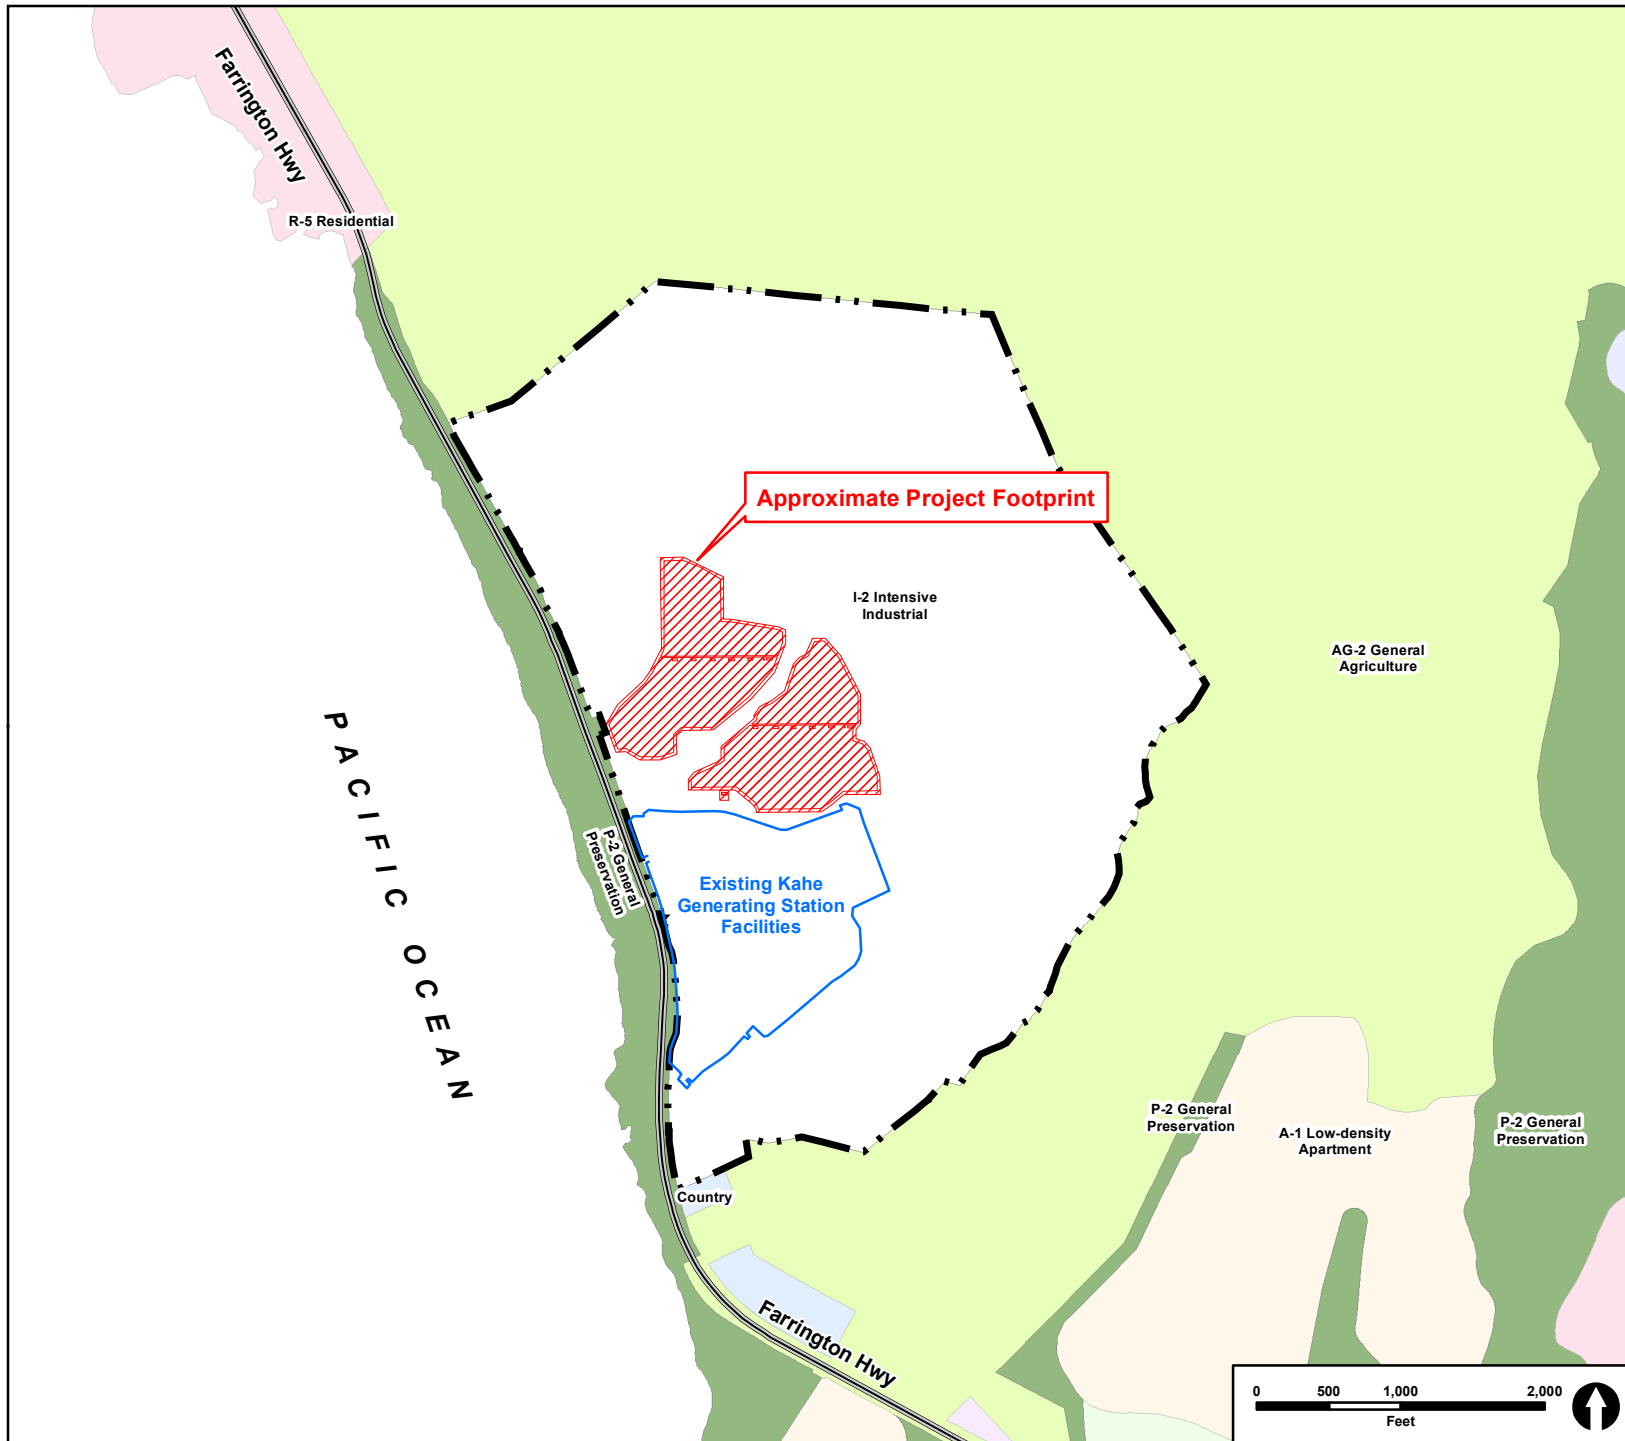 Farrington Hwy
R-5 Residential
Approximate Project Footprint
I-2 Intensive
Industrial
AG-2 General
Agriculture
PACIFIC OCEAN
P-2 General
Preservation
Existing Kahe
Generating Station
Facilities
P-2 General
Preservation
A-1 Low-density
Apartment
P-2 General
Preservation
Country
Farrington Hwy
0 500 1,000 2,000
Feet